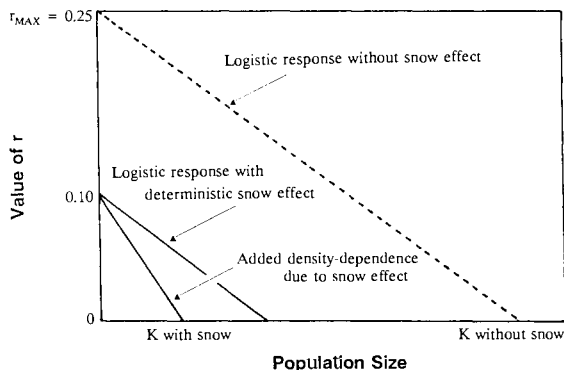 r_MAX = 0.25
Logistic response without snow effect
Value of r
Logistic response with
deterministic snow effect
0.10
Added density-dependence
due to snow effect
0
K with snow
K without snow
Population Size